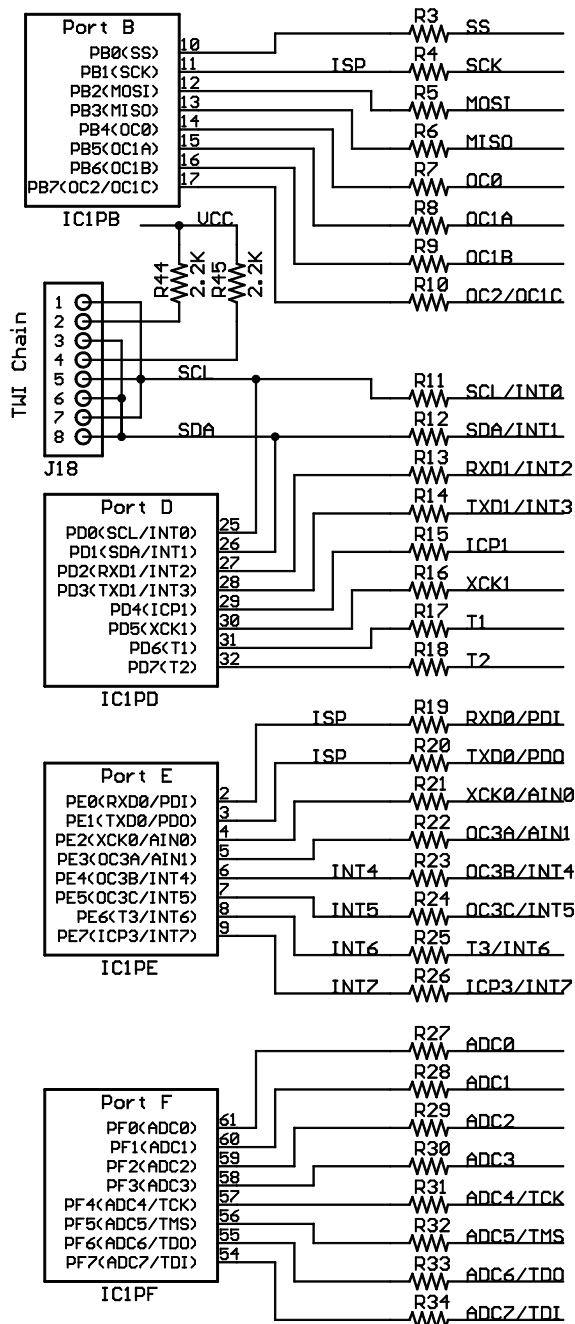 Port B
PB0(SS) 10
PB1(SCK) 11
PB2(MOSI) 12
PB3(MISO) 13
PB4(OC0) 14
PB5(OC1A) 15
PB6(OC1B) 16
PB7(OC2/OC1C) 17
IC1PB
ISP
R3 SS
R4 SCK
R5 MOSI
R6 MISO
R7 OC0
R8 OC1A
R9 OC1B
R10 OC2/OC1C
VCC
R44 2.2K
R45 2.2K
TWI Chain
1
2
3
4
5
6
7
8
J18
SCL
SDA
R11 SCL/INT0
R12 SDA/INT1
R13 RXD1/INT2
R14 TXD1/INT3
R15 ICP1
R16 XCK1
R17 T1
R18 T2
Port D
PD0(SCL/INT0) 25
PD1(SDA/INT1) 26
PD2(RXD1/INT2) 27
PD3(TXD1/INT3) 28
PD4(ICP1) 29
PD5(XCK1) 30
PD6(T1) 31
PD7(T2) 32
IC1PD
ISP R19 RXD0/PDI
ISP R20 TXD0/PDO
R21 XCK0/AIN0
R22 OC3A/AIN1
INT4 R23 OC3B/INT4
INT5 R24 OC3C/INT5
INT6 R25 T3/INT6
INT7 R26 ICP3/INT7
Port E
PE0(RXD0/PDI) 2
PE1(TXD0/PDO) 3
PE2(XCK0/AIN0) 4
PE3(OC3A/AIN1) 5
PE4(OC3B/INT4) 6
PE5(OC3C/INT5) 7
PE6(T3/INT6) 8
PE7(ICP3/INT7) 9
IC1PE
R27 ADC0
R28 ADC1
R29 ADC2
R30 ADC3
R31 ADC4/TCK
R32 ADC5/TMS
R33 ADC6/TDO
R34 ADC7/TDI
Port F
PF0(ADC0) 61
PF1(ADC1) 60
PF2(ADC2) 59
PF3(ADC3) 58
PF4(ADC4/TCK) 57
PF5(ADC5/TMS) 56
PF6(ADC6/TDO) 55
PF7(ADC7/TDI) 54
IC1PF